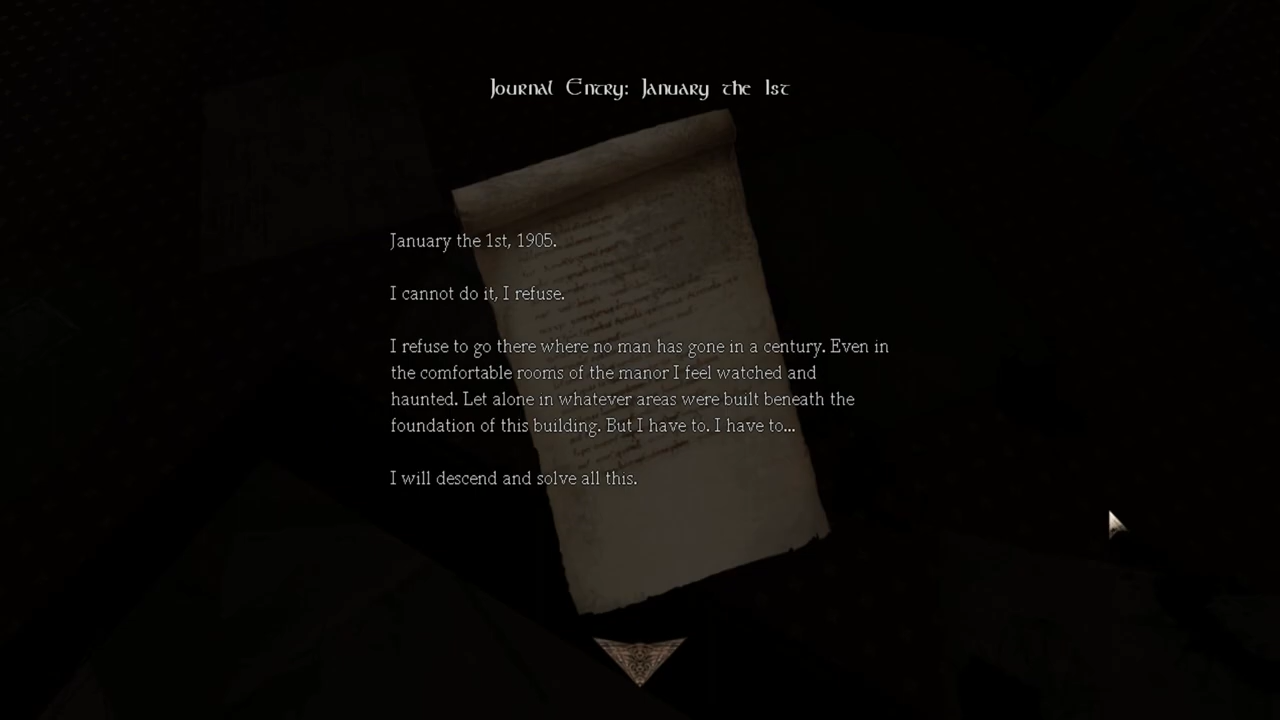 Journal Entry: January the 1st
January the 1st, 1905.
I cannot do it, I refuse.
I refuse to go there where no man has gone in a century. Even in
the comfortable rooms of the manor I feel watched and
haunted. Let alone in whatever areas were built beneath the
foundation of this building. But I have to. I have to...
I will descend and solve all this.